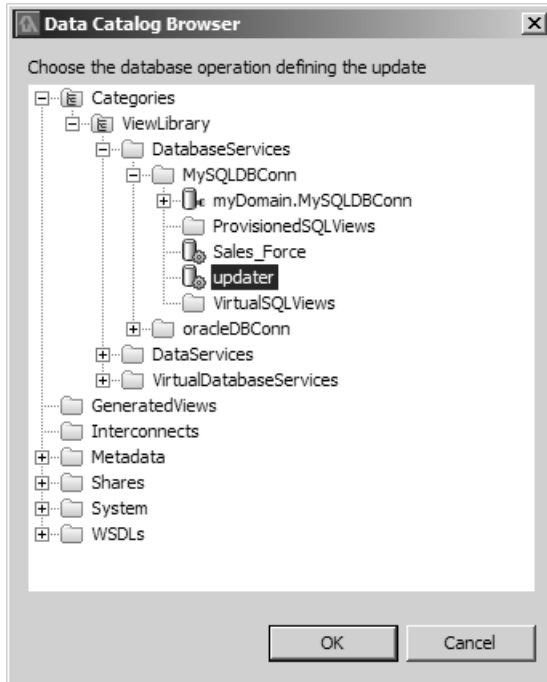 Data Catalog Browser
Choose the database operation defining the update
Categories
ViewLibrary
DatabaseServices
MySQLDBConn
myDomain.MySQLDBConn
ProvisionedSQLViews
Sales_Force
updater
VirtualSQLViews
oracleDBConn
DataServices
VirtualDatabaseServices
GeneratedViews
Interconnects
Metadata
Shares
System
WSDLs
OK Cancel